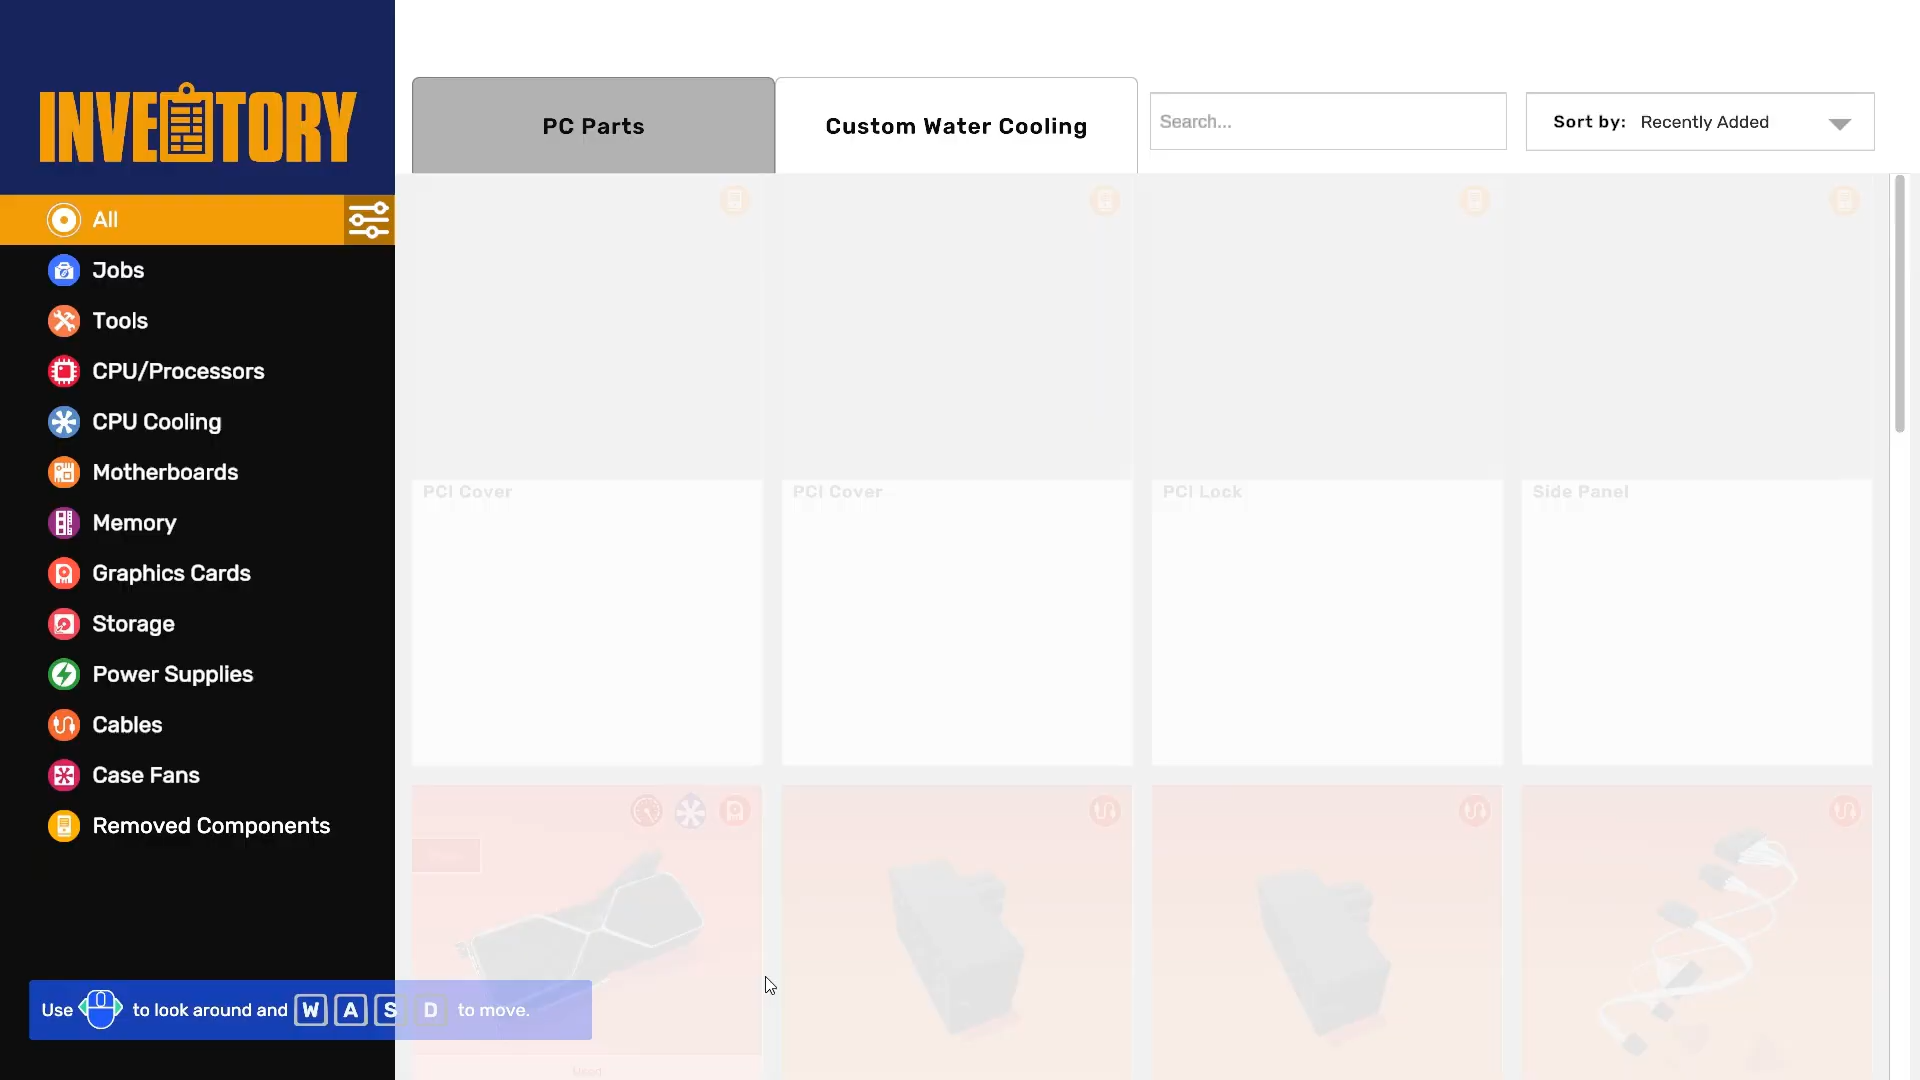 INVENTORY
PC Parts
Custom Water Cooling
Search...
Sort by: Recently Added
All
Jobs
Tools
CPU/Processors
CPU Cooling
Motherboards
Memory
Graphics Cards
Storage
Power Supplies
Cables
Case Fans
Removed Components
PCI Cover
PCI Cover
PCI Lock
Side Panel
Used
Use to look around and W A S D to move.